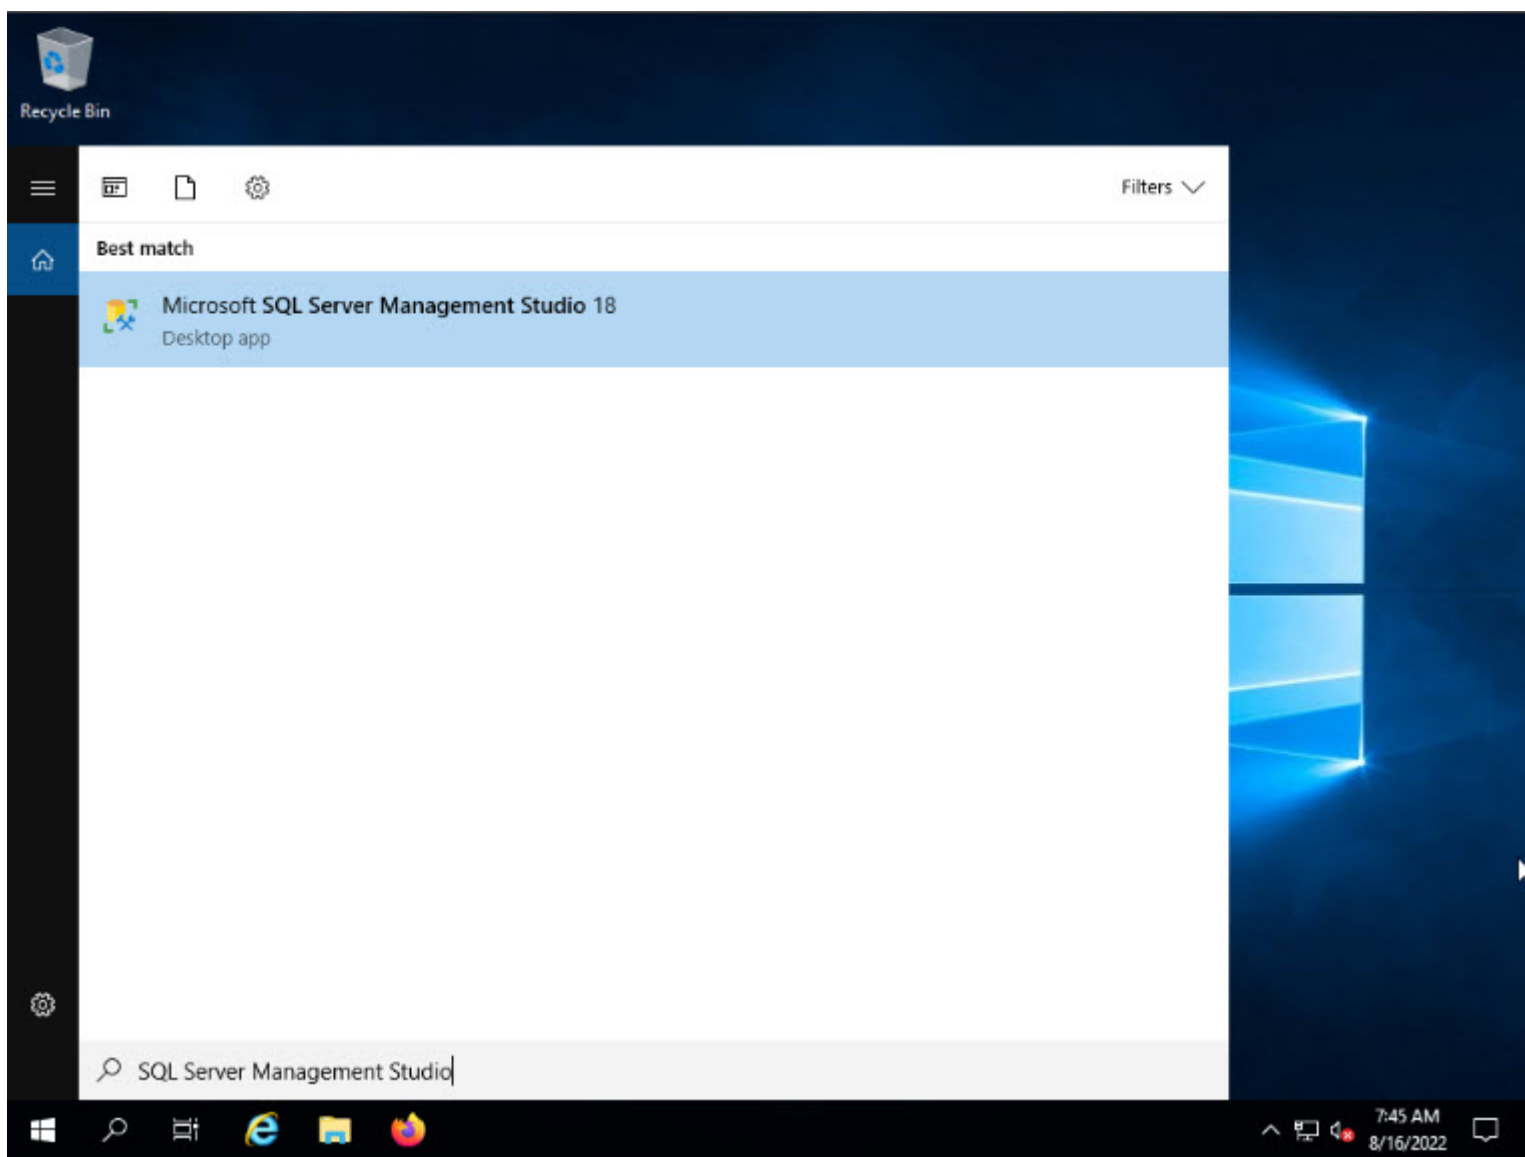 Recycle Bin
Filters
Best match
Microsoft SQL Server Management Studio 18
Desktop app
SQL Server Management Studio
7:45 AM
8/16/2022